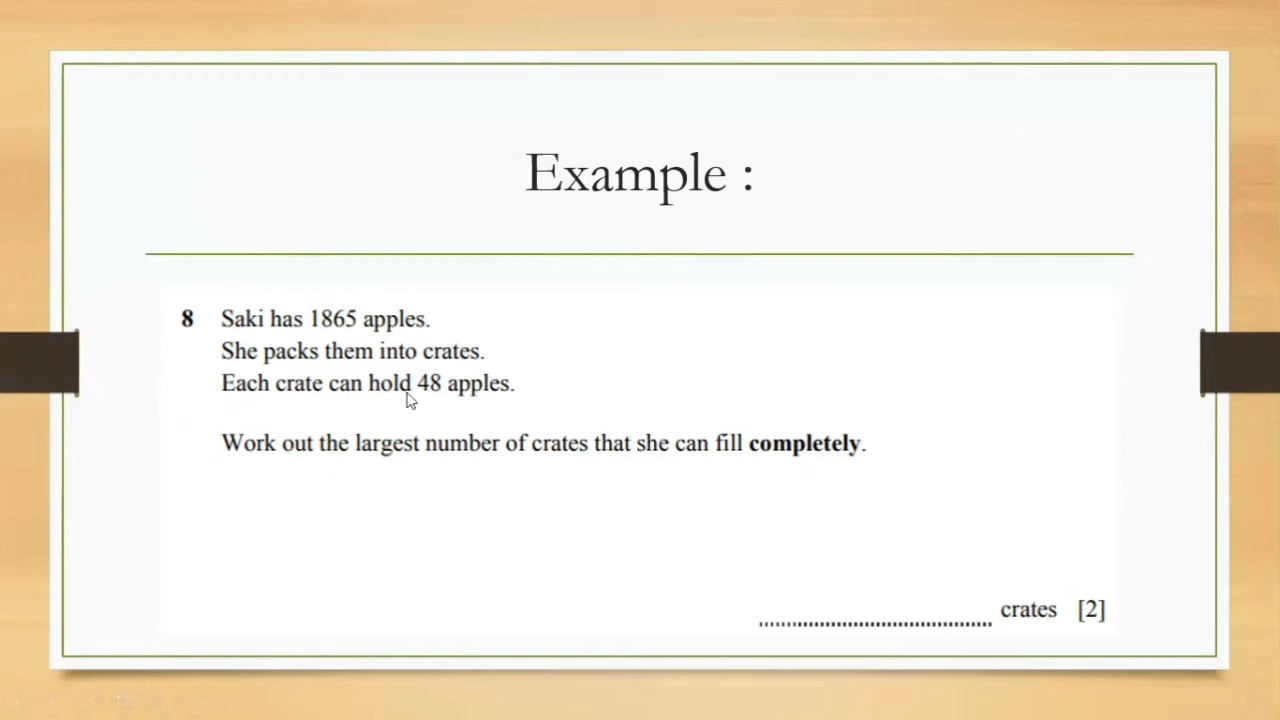 Example :
8 Saki has 1865 apples.
She packs them into crates.
Each crate can hold 48 apples.
Work out the largest number of crates that she can fill completely.
........................................ crates [2]